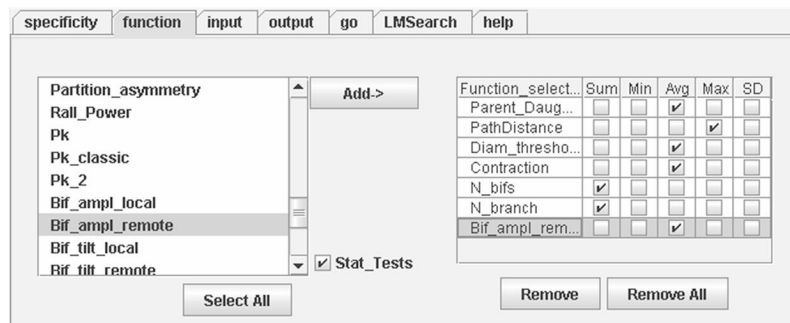 specificity function input output go LMSearch help
Partition_asymmetry
Rall_Power
Pk
Pk_classic
Pk_2
Bif_ampl_local
Bif_ampl_remote
Bif_tilt_local
Bif_tilt_remote
Add->
Stat_Tests
Select All
Function_select... Sum Min Avg Max SD
Parent_Daug...
PathDistance
Diam_thresho...
Contraction
N_bifs
N_branch
Bif_ampl_rem...
Remove Remove All